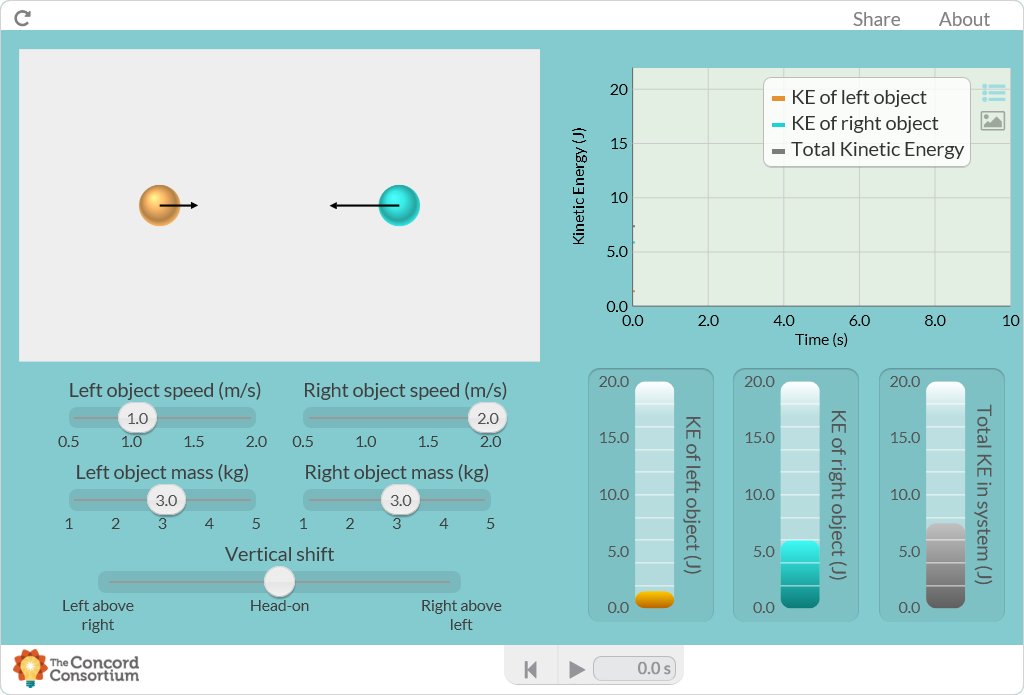 Share About
20
15
10
5.0
0.0
Kinetic Energy (J)
KE of left object
KE of right object
Total Kinetic Energy
0.0 2.0 4.0 6.0 8.0 10
Time (s)
Left object speed (m/s)
1.0
0.5 1.0 1.5 2.0
Right object speed (m/s)
2.0
0.5 1.0 1.5 2.0
Left object mass (kg)
3.0
1 2 3 4 5
Right object mass (kg)
3.0
1 2 3 4 5
Vertical shift
Left above
right
Head-on
Right above
left
20.0
15.0
10.0
5.0
0.0
KE of left object (J)
20.0
15.0
10.0
5.0
0.0
KE of right object (J)
20.0
15.0
10.0
5.0
0.0
Total KE in system (J)
The Concord
Consortium
0.0 s